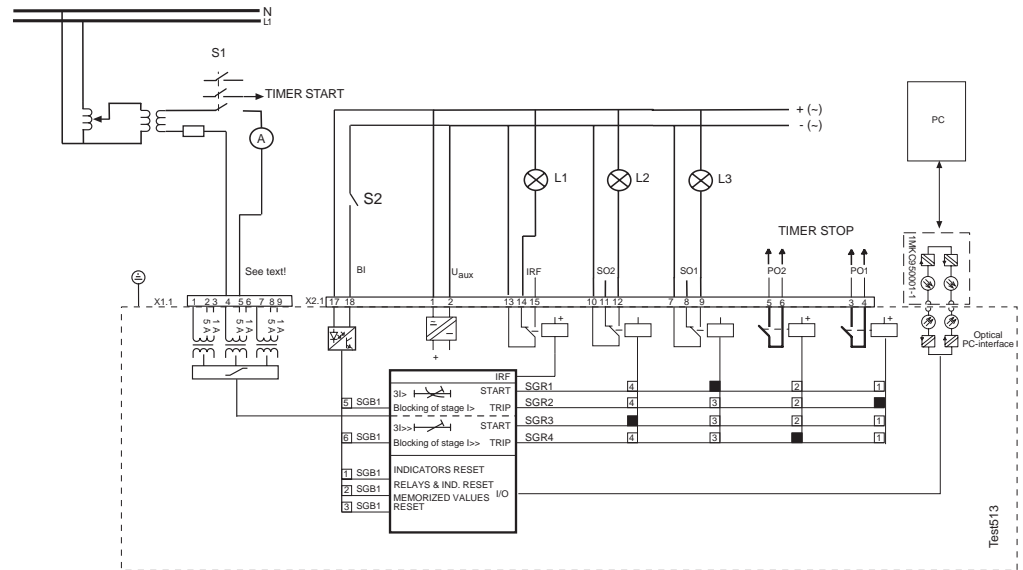 N
L1
S1
TIMER START
A
+ (~)
- (~)
PC
S2
L1
L2
L3
TIMER STOP
1MKC950001-1
See text!
BI
Uaux
IRF
SO2
SO1
PO2
PO1
X1.1
1 2 3 4 5 6 7 8 9
X2.1
17 18 1 2 13 14 15 10 11 12 7 8 9 5 6 3 4
5 A 1 A 5 A 1 A 5 A 1 A
+ + + + +
+
Optical
PC-interface
IRF
3I>
START
SGR1
4 2 1
5 SGB1
Blocking of stage I>
TRIP
SGR2
4 3 2
3I>>
START
SGR3
3 2 1
6 SGB1
Blocking of stage I>>
TRIP
SGR4
4 3 1
1 SGB1
INDICATORS RESET
2 SGB1
RELAYS & IND. RESET
3 SGB1
MEMORIZED VALUES
RESET
I/O
Test513